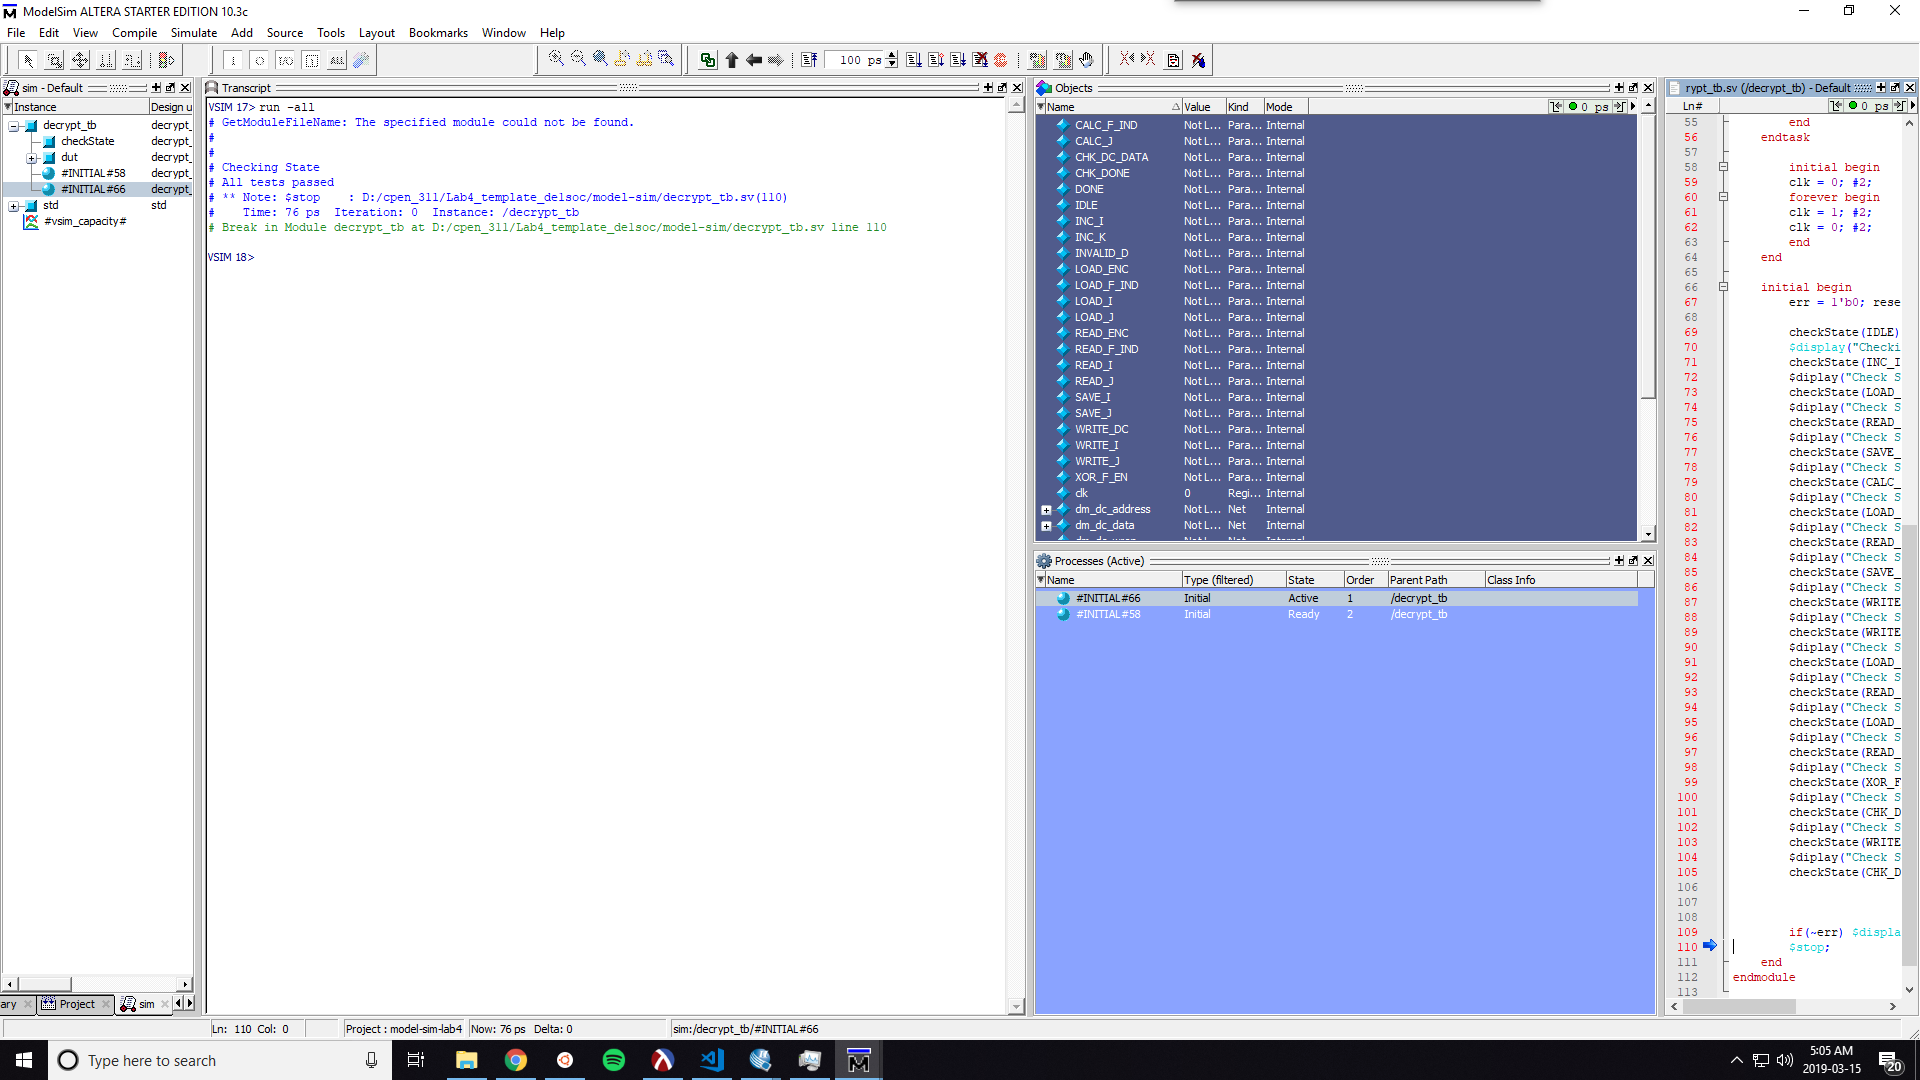 ModelSim ALTERA STARTER EDITION 10.3c
File Edit View Compile Simulate Add Source Tools Layout Bookmarks Window Help
100 ps
sim - Default
Instance Design u
decrypt_tb decrypt_
checkState decrypt_
dut decrypt_
#INITIAL#58 decrypt_
#INITIAL#66 decrypt_
std std
#vsim_capacity#
ary Project sim
Transcript
VSIM 17> run -all
# GetModuleFileName: The specified module could not be found.
#
#
# Checking State
# All tests passed
# ** Note: $stop    : D:/cpen_311/Lab4_template_de1soc/model-sim/decrypt_tb.sv(110)
#    Time: 76 ps  Iteration: 0  Instance: /decrypt_tb
# Break in Module decrypt_tb at D:/cpen_311/Lab4_template_de1soc/model-sim/decrypt_tb.sv line 110
VSIM 18>
Objects
Name Value Kind Mode 0 ps
CALC_F_IND Not L... Para... Internal
CALC_J Not L... Para... Internal
CHK_DC_DATA Not L... Para... Internal
CHK_DONE Not L... Para... Internal
DONE Not L... Para... Internal
IDLE Not L... Para... Internal
INC_I Not L... Para... Internal
INC_K Not L... Para... Internal
INVALID_D Not L... Para... Internal
LOAD_ENC Not L... Para... Internal
LOAD_F_IND Not L... Para... Internal
LOAD_I Not L... Para... Internal
LOAD_J Not L... Para... Internal
READ_ENC Not L... Para... Internal
READ_F_IND Not L... Para... Internal
READ_I Not L... Para... Internal
READ_J Not L... Para... Internal
SAVE_I Not L... Para... Internal
SAVE_J Not L... Para... Internal
WRITE_DC Not L... Para... Internal
WRITE_I Not L... Para... Internal
WRITE_J Not L... Para... Internal
XOR_F_EN Not L... Para... Internal
clk 0 Regi... Internal
dm_dc_address Not L... Net Internal
dm_dc_data Not L... Net Internal
Processes (Active)
Name Type (filtered) State Order Parent Path Class Info
#INITIAL#66 Initial Active 1 /decrypt_tb
#INITIAL#58 Initial Ready 2 /decrypt_tb
rypt_tb.sv (/decrypt_tb) - Default
Ln# 0 ps
55 end
56 endtask
57
58 initial begin
59 clk = 0; #2;
60 forever begin
61 clk = 1; #2;
62 clk = 0; #2;
63 end
64 end
65
66 initial begin
67 err = 1'b0; rese
68
69 checkState(IDLE)
70 $display("Checki
71 checkState(INC_I
72 $diplay("Check S
73 checkState(LOAD_
74 $diplay("Check S
75 checkState(READ_
76 $diplay("Check S
77 checkState(SAVE_
78 $diplay("Check S
79 checkState(CALC_
80 $diplay("Check S
81 checkState(LOAD_
82 $diplay("Check S
83 checkState(READ_
84 $diplay("Check S
85 checkState(SAVE_
86 $diplay("Check S
87 checkState(WRITE
88 $diplay("Check S
89 checkState(WRITE
90 $diplay("Check S
91 checkState(LOAD_
92 $diplay("Check S
93 checkState(READ_
94 $diplay("Check S
95 checkState(LOAD_
96 $diplay("Check S
97 checkState(READ_
98 $diplay("Check S
99 checkState(XOR_F
100 $diplay("Check S
101 checkState(CHK_D
102 $diplay("Check S
103 checkState(WRITE
104 $diplay("Check S
105 checkState(CHK_D
106
107
108
109 if(~err) $displa
110 $stop;
111 end
112 endmodule
113
Ln: 110 Col: 0 Project : model-sim-lab4 Now: 76 ps Delta: 0 sim:/decrypt_tb/#INITIAL#66
Type here to search
5:05 AM
2019-03-15
20